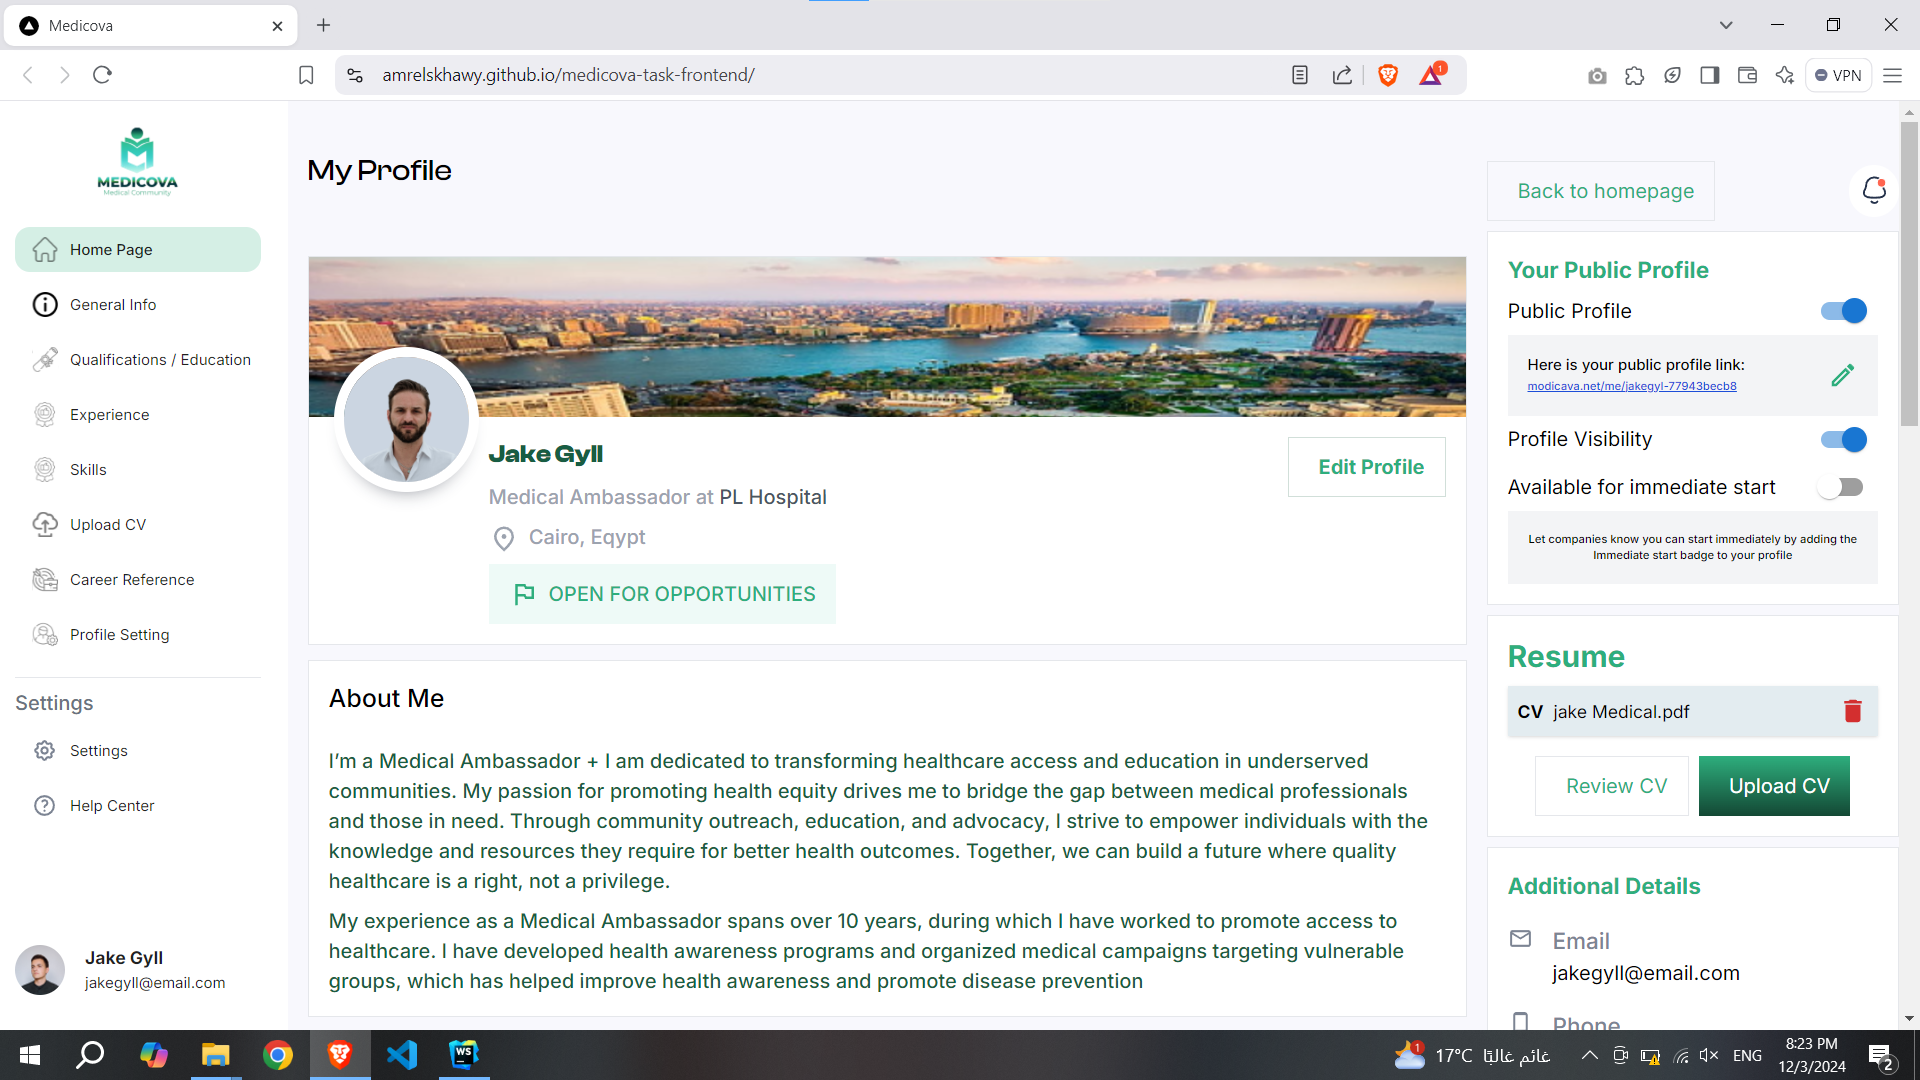 Medicova
amrelskhawy.github.io/medicova-task-frontend/
1
VPN
MEDICOVA
Medical Community
Home Page
General Info
Qualifications / Education
Experience
Skills
Upload CV
Career Reference
Profile Setting
Settings
Settings
Help Center
Jake Gyll
jakegyll@email.com
My Profile
Jake Gyll
Medical Ambassador at PL Hospital
Cairo, Eqypt
OPEN FOR OPPORTUNITIES
Edit Profile
About Me
I’m a Medical Ambassador + I am dedicated to transforming healthcare access and education in underserved
communities. My passion for promoting health equity drives me to bridge the gap between medical professionals
and those in need. Through community outreach, education, and advocacy, I strive to empower individuals with the
knowledge and resources they require for better health outcomes. Together, we can build a future where quality
healthcare is a right, not a privilege.
My experience as a Medical Ambassador spans over 10 years, during which I have worked to promote access to
healthcare. I have developed health awareness programs and organized medical campaigns targeting vulnerable
groups, which has helped improve health awareness and promote disease prevention
Back to homepage
Your Public Profile
Public Profile
Here is your public profile link:
modicava.net/me/jakegyl-77943becb8
Profile Visibility
Available for immediate start
Let companies know you can start immediately by adding the
Immediate start badge to your profile
Resume
CV jake Medical.pdf
Review CV
Upload CV
Additional Details
Email
jakegyll@email.com
Phone
WS
1
17°C غائم غالبًا
ENG
8:23 PM
12/3/2024
2